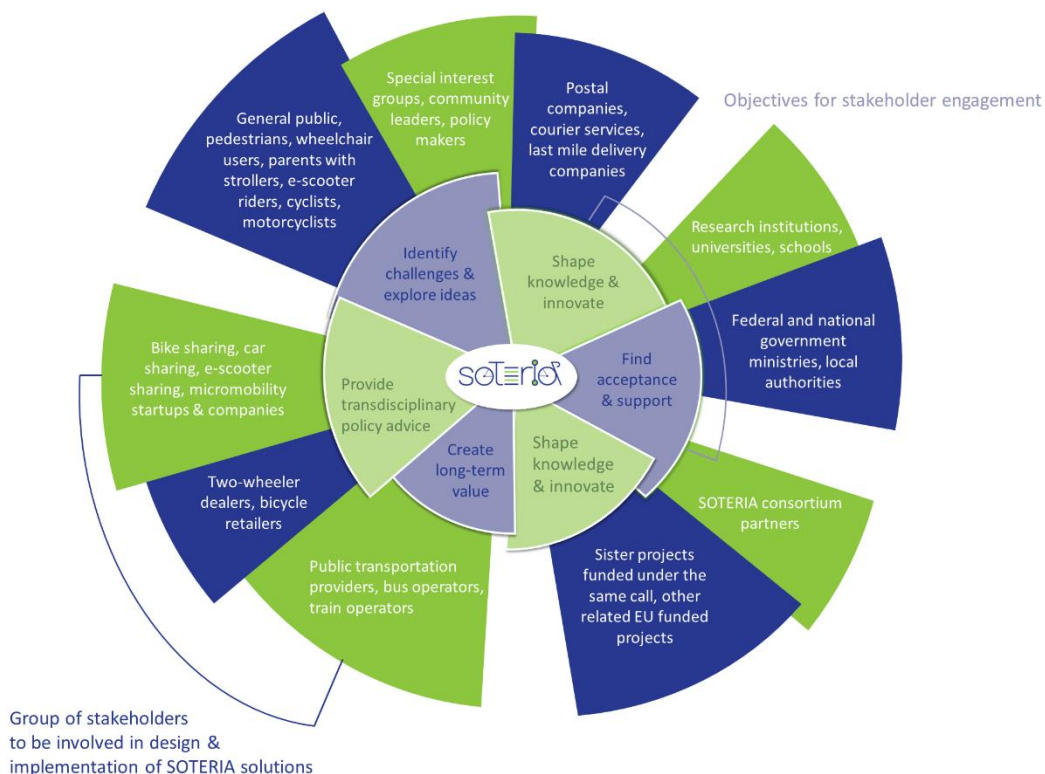 Special interest
groups, community
leaders, policy
makers
Postal
companies,
courier services,
last mile delivery
companies
Objectives for stakeholder engagement
General public,
pedestrians, wheelchair
users, parents with
strollers, e-scooter
riders, cyclists,
motorcyclists
Research institutions,
universities, schools
Identify
challenges &
explore ideas
Shape
knowledge &
innovate
Federal and national
government
ministries, local
authorities
Bike sharing, car
sharing, e-scooter
sharing, micromobility
startups & companies
Provide
transdisciplinary
policy advice
soteria
Find
acceptance
& support
Create
long-term
value
Shape
knowledge
& innovate
Two-wheeler
dealers, bicycle
retailers
SOTERIA consortium
partners
Public transportation
providers, bus operators,
train operators
Sister projects
funded under the
same call, other
related EU funded
projects
Group of stakeholders
to be involved in design &
implementation of SOTERIA solutions